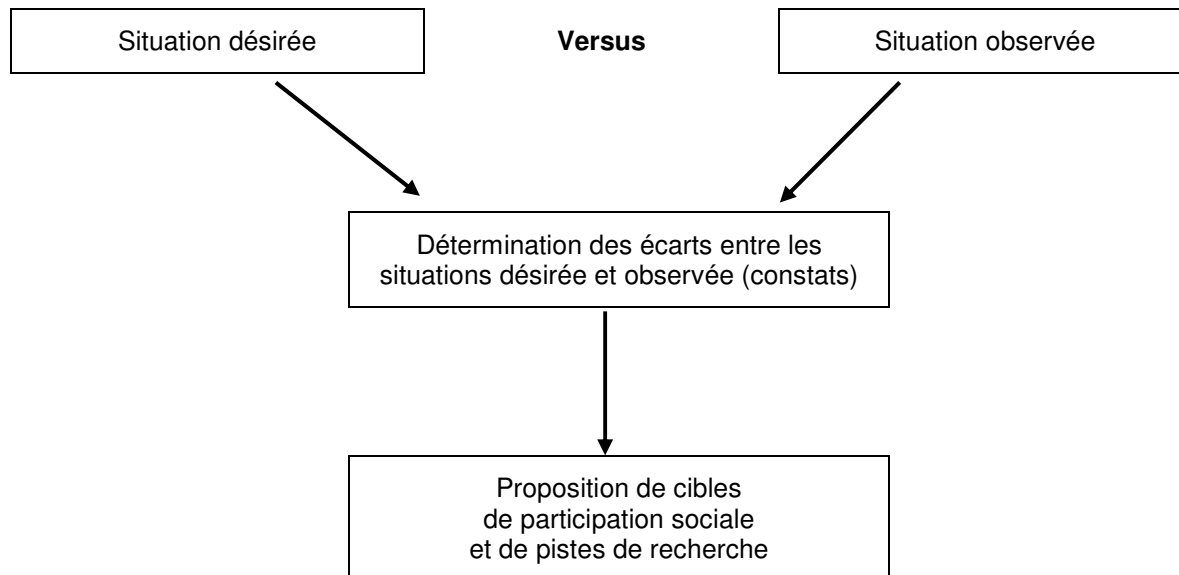 Situation désirée
Versus
Situation observée
Détermination des écarts entre les
situations désirée et observée (constats)
Proposition de cibles
de participation sociale
et de pistes de recherche